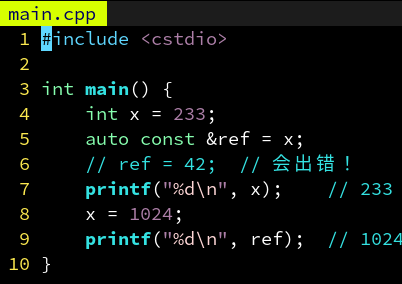 main.cpp
1 #include <cstdio>
2
3 int main() {
4     int x = 233;
5     auto const &ref = x;
6     // ref = 42;  // 会出错！
7     printf("%d\n", x);    // 233
8     x = 1024;
9     printf("%d\n", ref);  // 1024
10 }